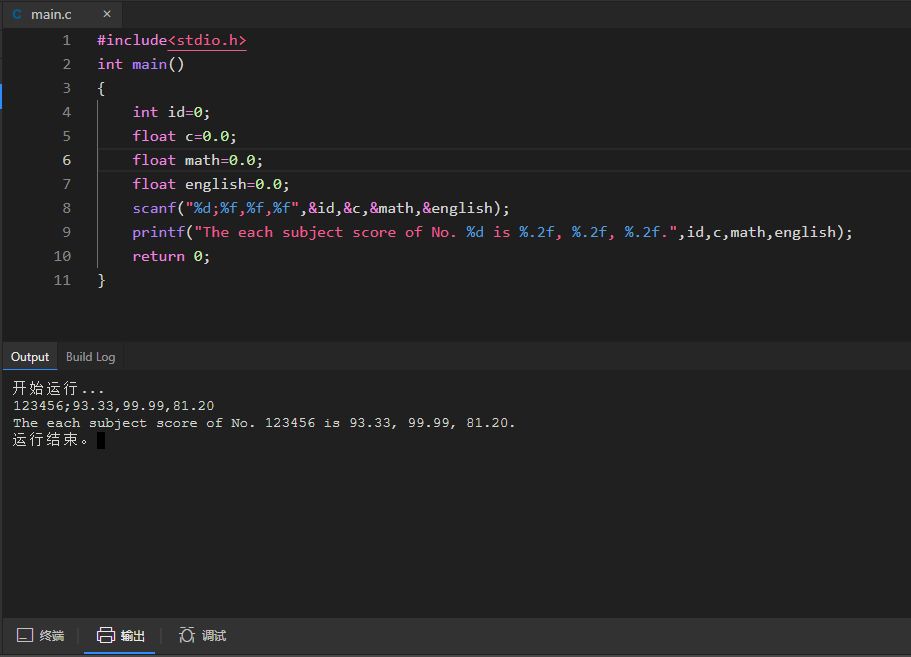 C main.c ×
1 #include<stdio.h>
2 int main()
3 {
4 int id=0;
5 float c=0.0;
6 float math=0.0;
7 float english=0.0;
8 scanf("%d;%f,%f,%f",&id,&c,&math,&english);
9 printf("The each subject score of No. %d is %.2f, %.2f, %.2f.",id,c,math,english);
10 return 0;
11 }
Output Build Log
开始运行...
123456;93.33,99.99,81.20
The each subject score of No. 123456 is 93.33, 99.99, 81.20.
运行结束。
终端 输出 调试